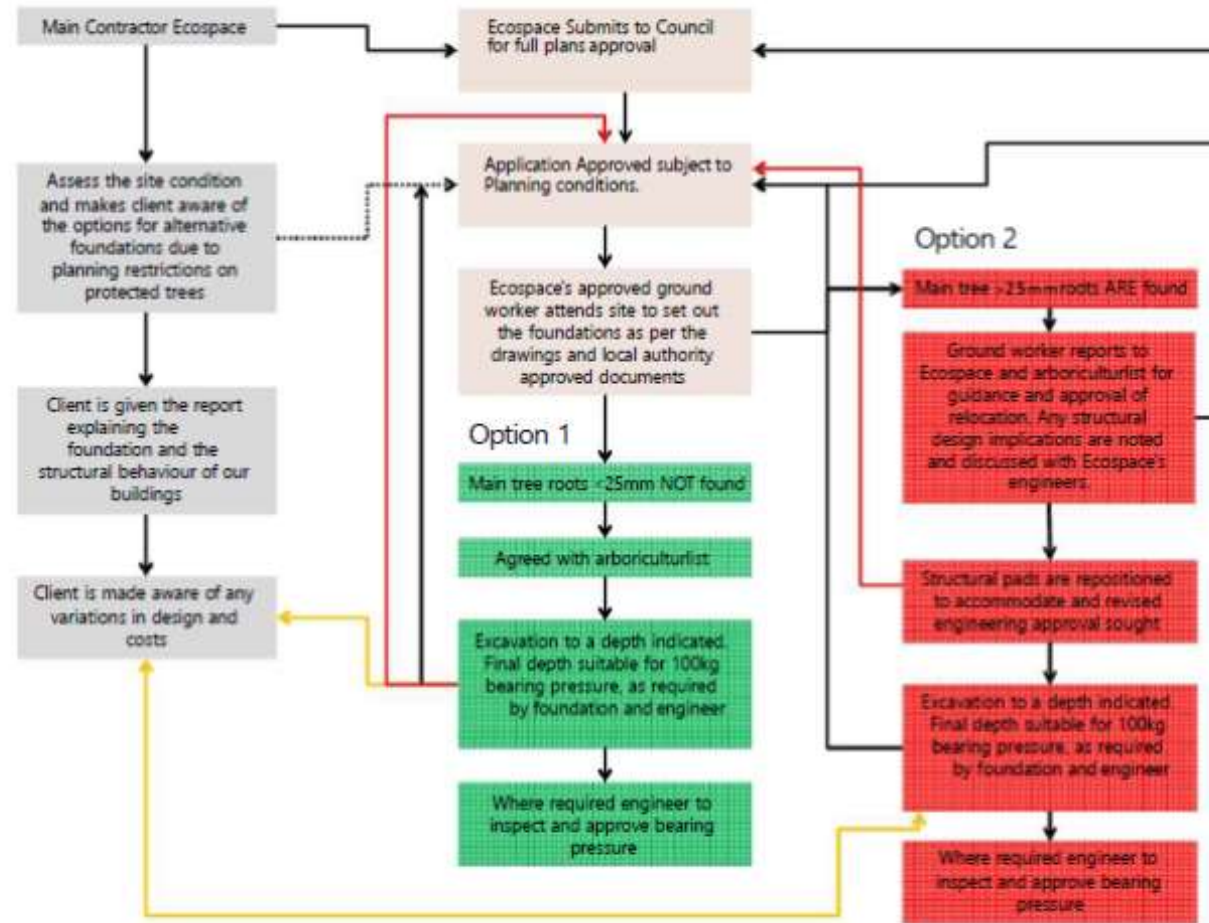 Main Contractor Ecospace
Assess the site condition
and makes client aware of
the options for alternative
foundations due to
planning restrictions on
protected trees
Client is given the report
explaining the
foundation and the
structural behaviour of our
buildings
Client is made aware of any
variations in design and
costs
Ecospace Submits to Council
for full plans approval
Application Approved subject to
Planning conditions.
Ecospace's approved ground
worker attends site to set out
the foundations as per the
drawings and local authority
approved documents
Option 1
Main tree roots <25mm NOT found
Agreed with arboriculturlist
Excavation to a depth indicated.
Final depth suitable for 100kg
bearing pressure, as required
by foundation and engineer
Where required engineer to
inspect and approve bearing
pressure
Option 2
Main tree >25mm roots ARE found
Ground worker reports to
Ecospace and arboriculturlist for
guidance and approval of
relocation. Any structural
design implications are noted
and discussed with Ecospace's
engineers.
Structural pads are repositioned
to accommodate and revised
engineering approval sought
Excavation to a depth indicated.
Final depth suitable for 100kg
bearing pressure, as required
by foundation and engineer
Where required engineer to
inspect and approve bearing
pressure